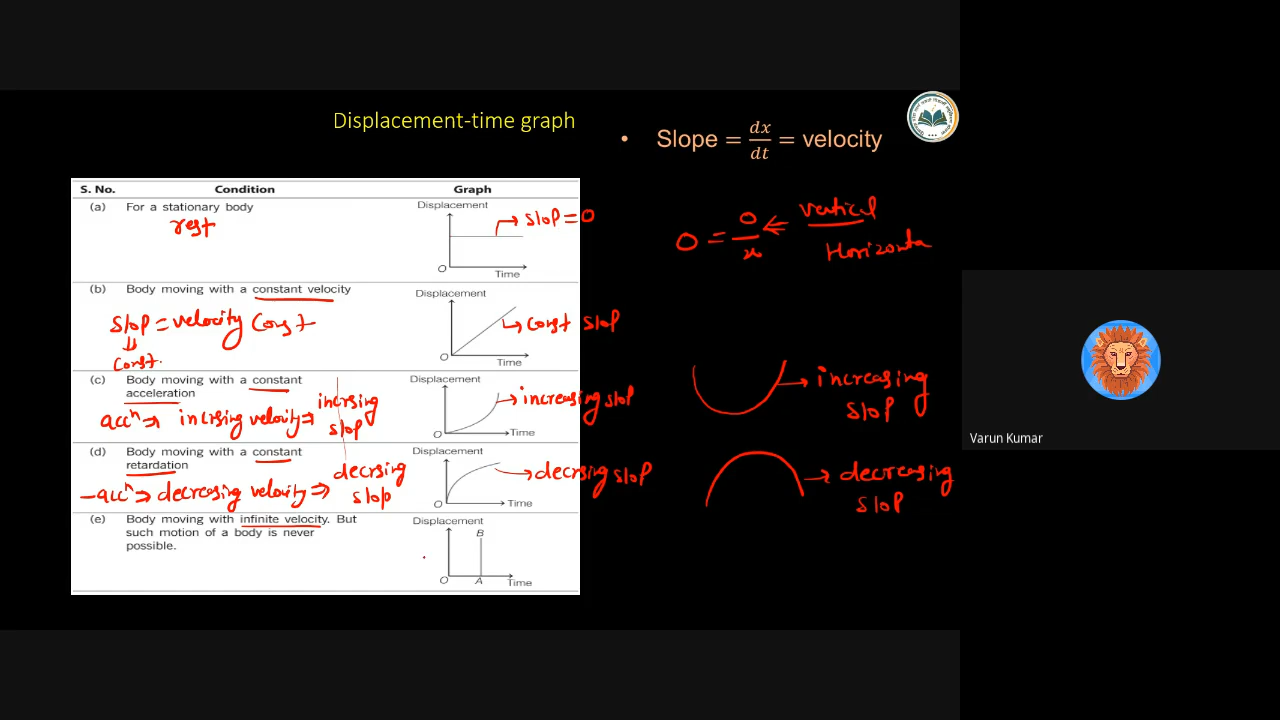 Displacement-time graph
• Slope = dx/dt = velocity
S. No. Condition Graph
(a) For a stationary body
rest
Displacement
slop = 0
O
Time
0 = 0/x
vertical
Horizonta
(b) Body moving with a constant velocity
slop = velocity Const
⇓
Const.
Displacement
const slop
O
Time
(c) Body moving with a constant
acceleration
accⁿ ⇒ incrsing velocity ⇒ incrsing
slop
Displacement
increasing slop
O
Time
increasing
slop
(d) Body moving with a constant
retardation
-accⁿ ⇒ decreasing velocity ⇒ decrsing
slop
Displacement
decrsing slop
O
Time
decreasing
slop
(e) Body moving with infinite velocity. But
such motion of a body is never
possible.
Displacement
B
O
A
Time
Varun Kumar